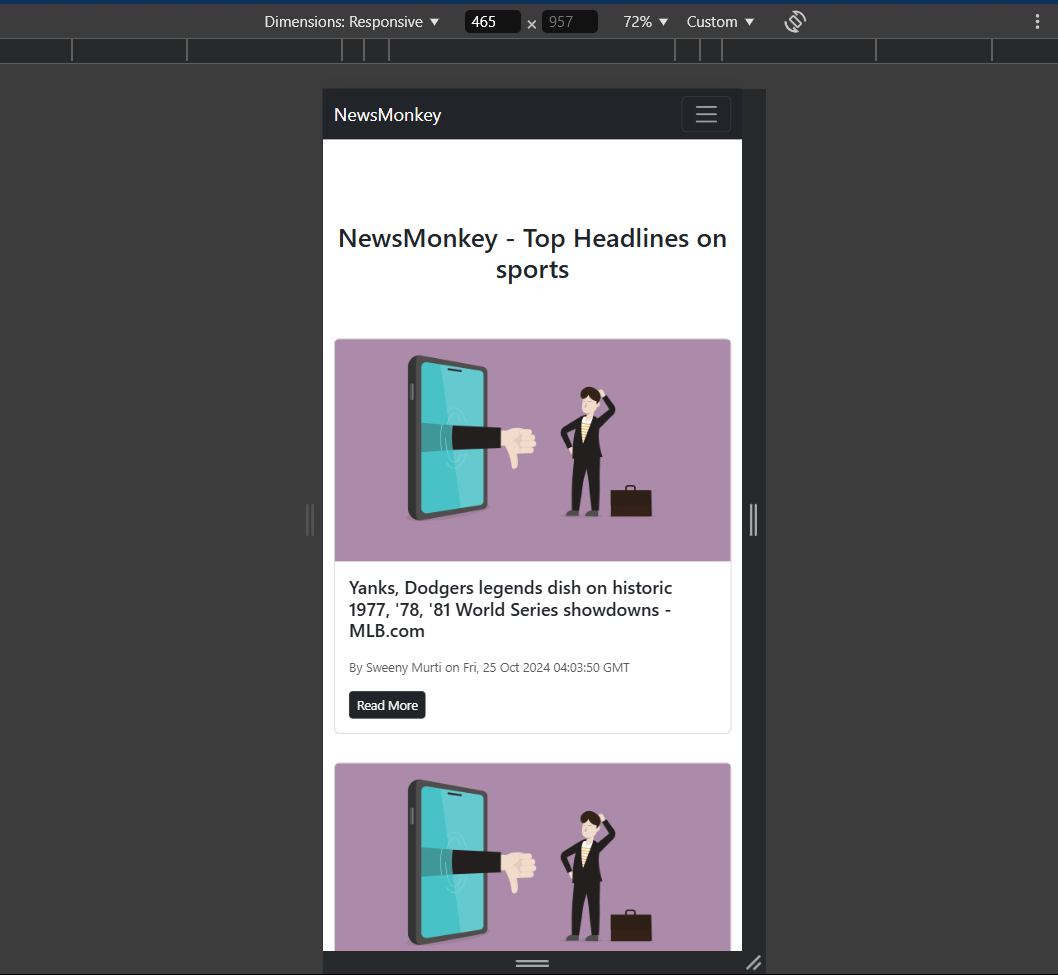 Dimensions: Responsive ▼ 465 × 957 72% ▼ Custom ▼
NewsMonkey
NewsMonkey - Top Headlines on
sports
Yanks, Dodgers legends dish on historic
1977, '78, '81 World Series showdowns -
MLB.com
By Sweeny Murti on Fri, 25 Oct 2024 04:03:50 GMT
Read More